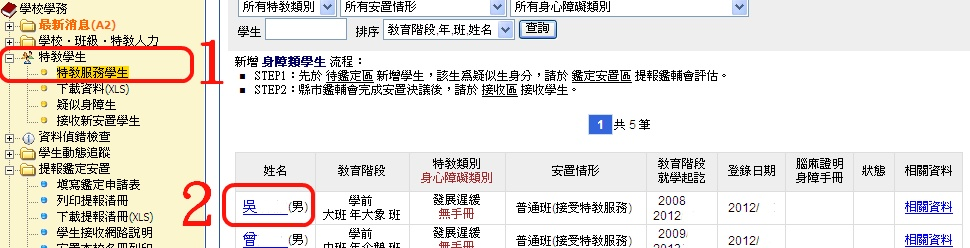 學校學務
最新消息(A2)
學校、班級、特教人力
特教學生
特教服務學生
下載資料(XLS)
疑似身障生
接收新安置學生
資料偵錯檢查
學生動態追蹤
提報鑑定安置
填寫鑑定申請表
列印提報清冊
下載提報清冊(XLS)
學生接收網路說明
安置本校名冊列印
1
2
所有特教類別 所有安置情形 所有身心障礙類別
學生 排序 教育階段,年,班,姓名 查詢
新增 身障類學生 流程：
STEP1：先於 待鑑定區 新增學生，該生為疑似生身分，請於 鑑定安置區 提報鑑輔會評估。
STEP2：縣市鑑輔會完成安置決議後，請於 接收區 接收學生。
1 共 5 筆
姓名 教育階段 特教類別 身心障礙類別 安置情形 教育階段 就學起訖 登錄日期 腦麻證明 身障手冊 狀態 相關資料
吳 (男) 學前 大班 年大象 班 發展遲緩 無手冊 普通班(接受特教服務) 2008 2012 2012/ 相關資料
曾 (男) 學前 中班 年企鵝 班 發展遲緩 無手冊 普通班(接受特教服務) 2009/ 2012 2012/ 相關資料